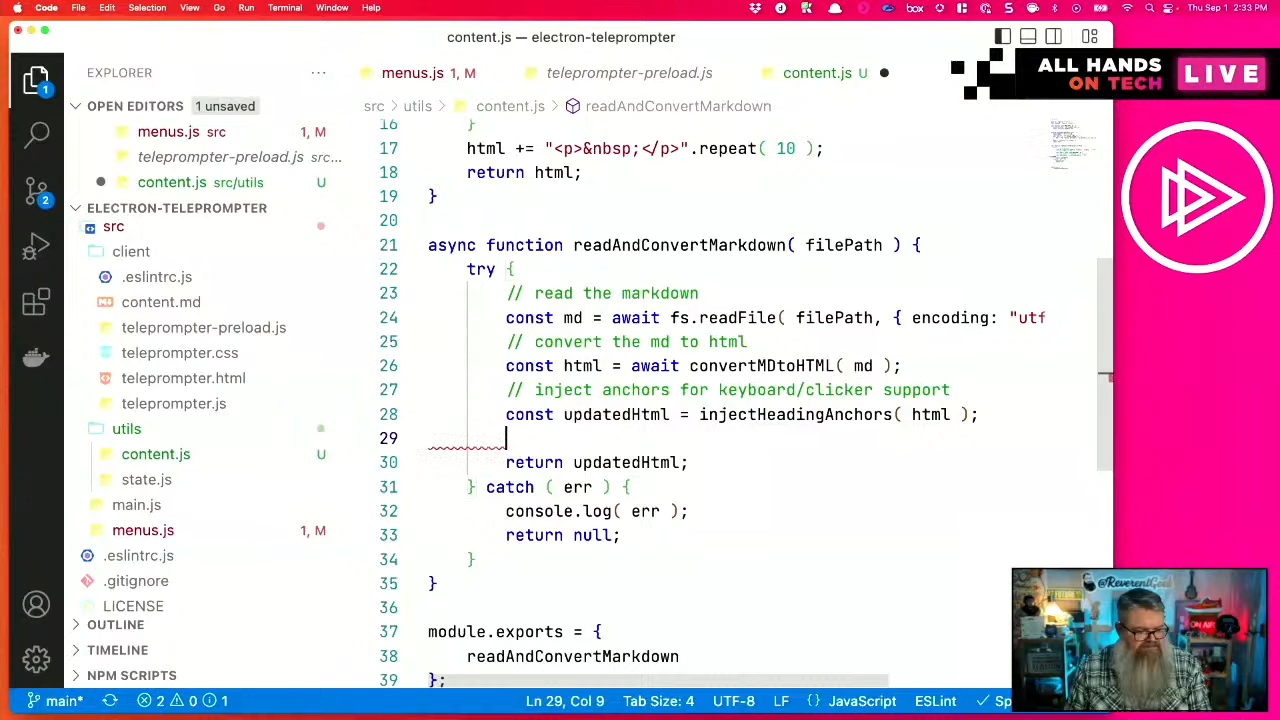 Code File Edit Selection View Go Run Terminal Window Help
box
Thu Sep 1 2:33 PM
content.js — electron-teleprompter
EXPLORER
OPEN EDITORS 1 unsaved
menus.js src 1, M
teleprompter-preload.js src...
content.js src/utils U
ELECTRON-TELEPROMPTER
src
client
.eslintrc.js
content.md
teleprompter-preload.js
teleprompter.css
teleprompter.html
teleprompter.js
utils
content.js U
state.js
main.js
menus.js 1, M
.eslintrc.js
.gitignore
LICENSE
OUTLINE
TIMELINE
NPM SCRIPTS
1
2
menus.js 1, M teleprompter-preload.js content.js U
src > utils > content.js > readAndConvertMarkdown
16 }
17 html += "<p>&nbsp;</p>".repeat( 10 );
18 return html;
19 }
20
21 async function readAndConvertMarkdown( filePath ) {
22 try {
23 // read the markdown
24 const md = await fs.readFile( filePath, { encoding: "utf
25 // convert the md to html
26 const html = await convertMDtoHTML( md );
27 // inject anchors for keyboard/clicker support
28 const updatedHtml = injectHeadingAnchors( html );
29
30 return updatedHtml;
31 } catch ( err ) {
32 console.log( err );
33 return null;
34 }
35 }
36
37 module.exports = {
38 readAndConvertMarkdown
39 };
main* 2 0 1 Ln 29, Col 9 Tab Size: 4 UTF-8 LF {} JavaScript ESLint Sp
ALL HANDS
ON TECH
LIVE
@ReverentGeek
ON AIR